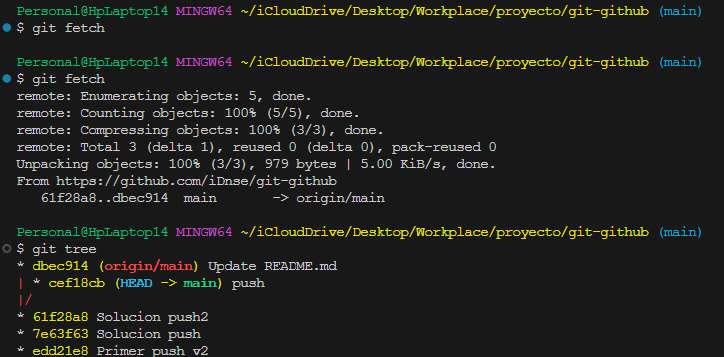 Personal@HpLaptop14 MINGW64 ~/iCloudDrive/Desktop/Workplace/proyecto/git-github (main)
$ git fetch
Personal@HpLaptop14 MINGW64 ~/iCloudDrive/Desktop/Workplace/proyecto/git-github (main)
$ git fetch
remote: Enumerating objects: 5, done.
remote: Counting objects: 100% (5/5), done.
remote: Compressing objects: 100% (3/3), done.
remote: Total 3 (delta 1), reused 0 (delta 0), pack-reused 0
Unpacking objects: 100% (3/3), 979 bytes | 5.00 KiB/s, done.
From https://github.com/iDnse/git-github
   61f28a8..dbec914  main       -> origin/main
Personal@HpLaptop14 MINGW64 ~/iCloudDrive/Desktop/Workplace/proyecto/git-github (main)
$ git tree
* dbec914 (origin/main) Update README.md
| * cef18cb (HEAD -> main) push
|/
* 61f28a8 Solucion push2
* 7e63f63 Solucion push
* edd21e8 Primer push v2